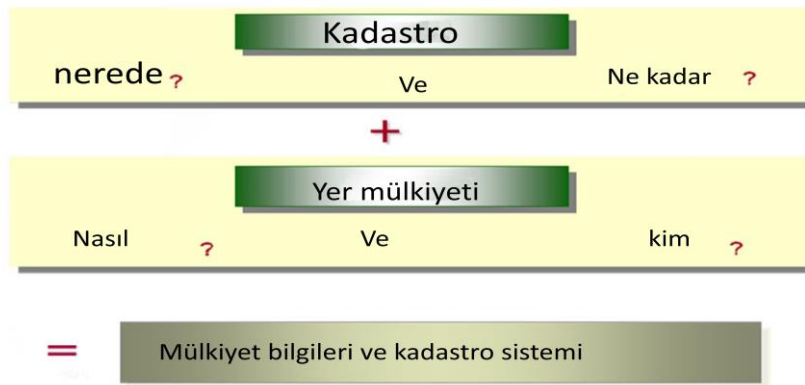 Kadastro
nerede ? Ve Ne kadar ?
+
Yer mülkiyeti
Nasıl ? Ve kim ?
= Mülkiyet bilgileri ve kadastro sistemi